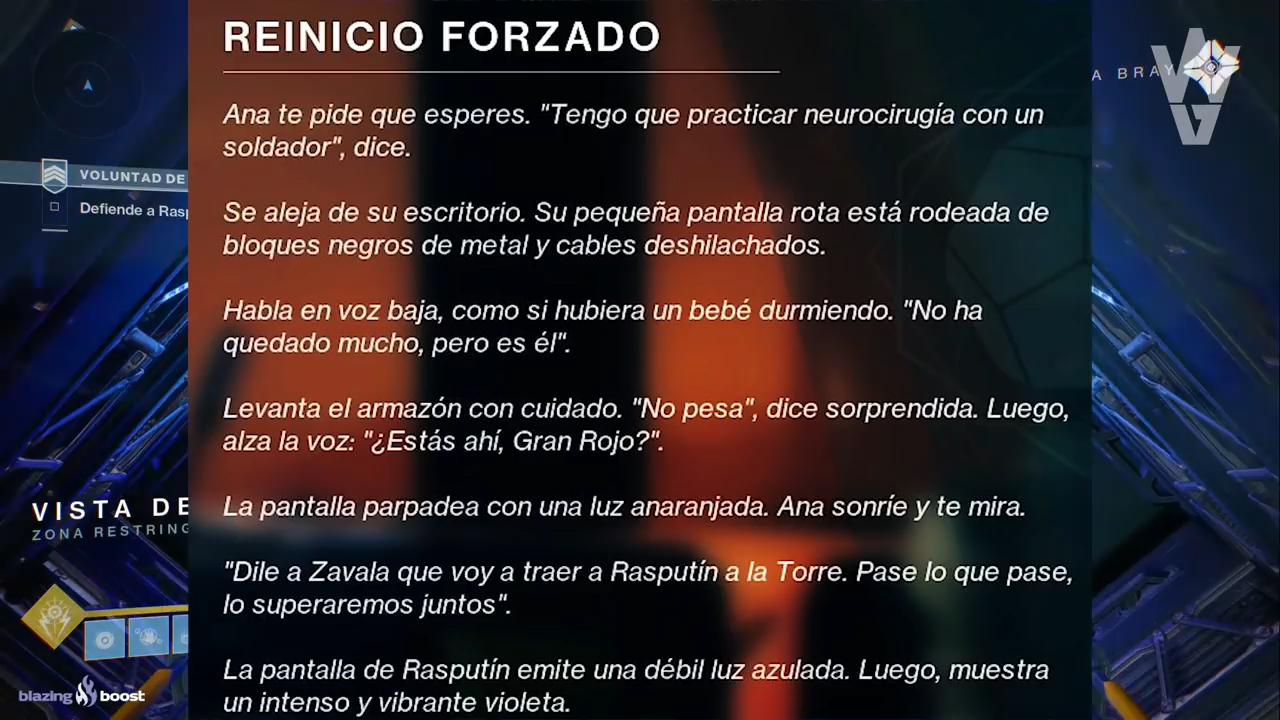 REINICIO FORZADO
A BRAY
WG
Ana te pide que esperes. "Tengo que practicar neurocirugía con un
soldador", dice.
VOLUNTAD DE
Defiende a Rasp
Se aleja de su escritorio. Su pequeña pantalla rota está rodeada de
bloques negros de metal y cables deshilachados.
Habla en voz baja, como si hubiera un bebé durmiendo. "No ha
quedado mucho, pero es él".
Levanta el armazón con cuidado. "No pesa", dice sorprendida. Luego,
alza la voz: "¿Estás ahí, Gran Rojo?".
VISTA DE
ZONA RESTRING
La pantalla parpadea con una luz anaranjada. Ana sonríe y te mira.
"Dile a Zavala que voy a traer a Rasputín a la Torre. Pase lo que pase,
lo superaremos juntos".
La pantalla de Rasputín emite una débil luz azulada. Luego, muestra
un intenso y vibrante violeta.
blazing boost